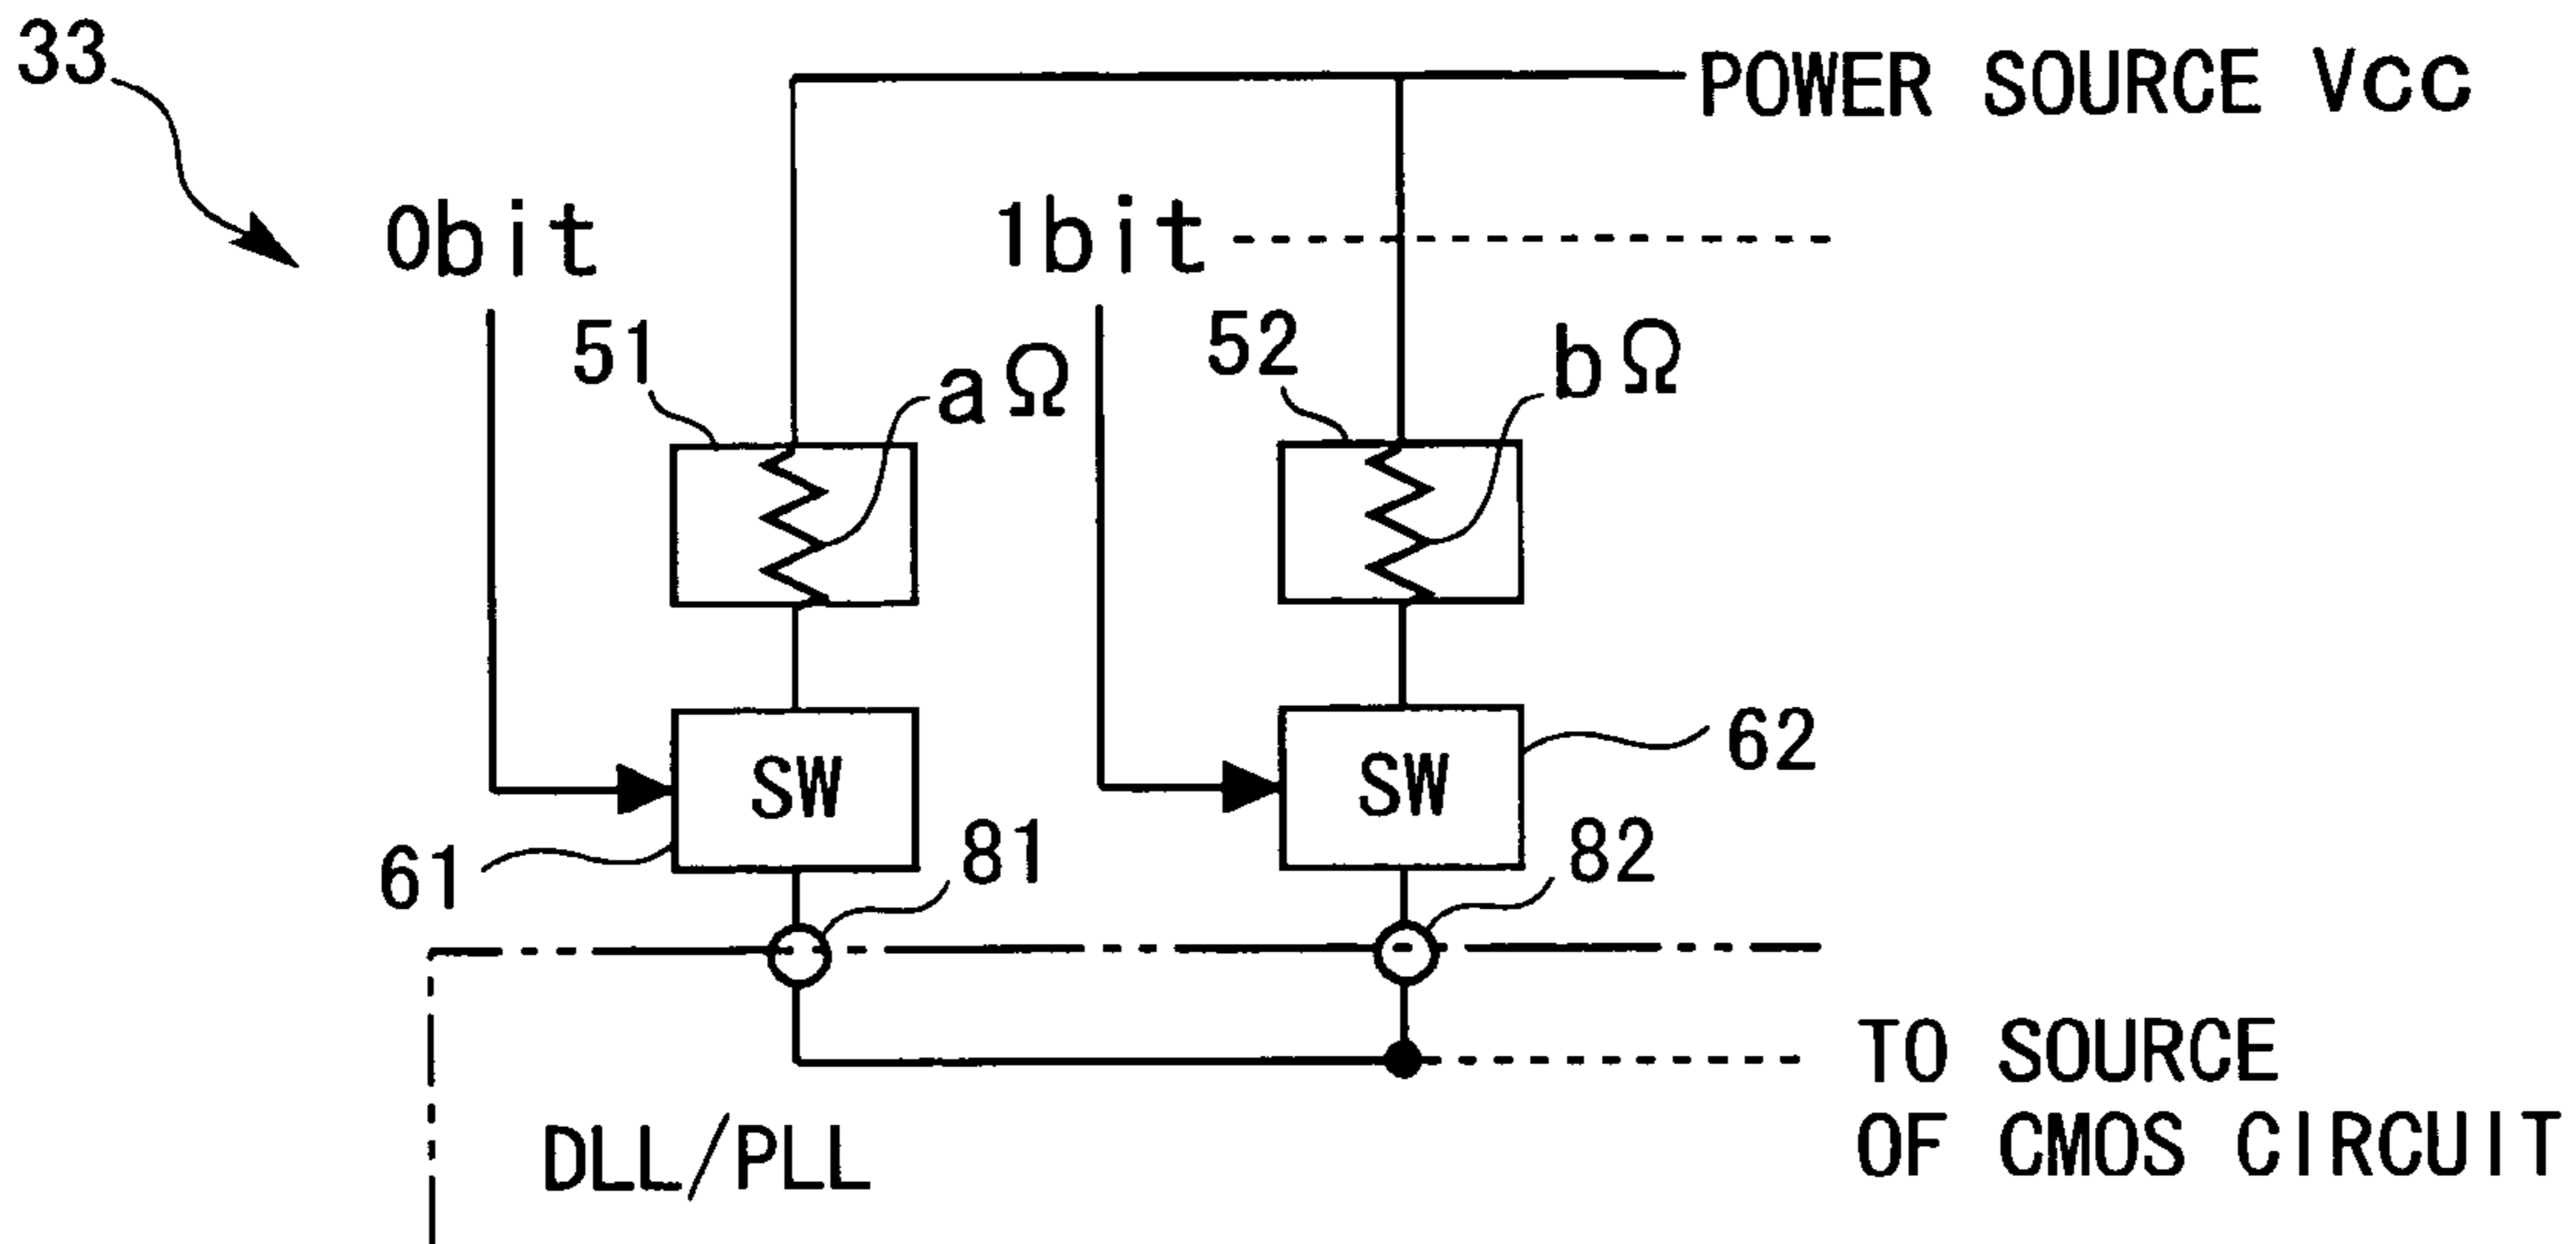 33
POWER SOURCE Vcc
0bit
1bit
51
aΩ
52
bΩ
SW
SW
62
61
81
82
TO SOURCE
OF CMOS CIRCUIT
DLL/PLL